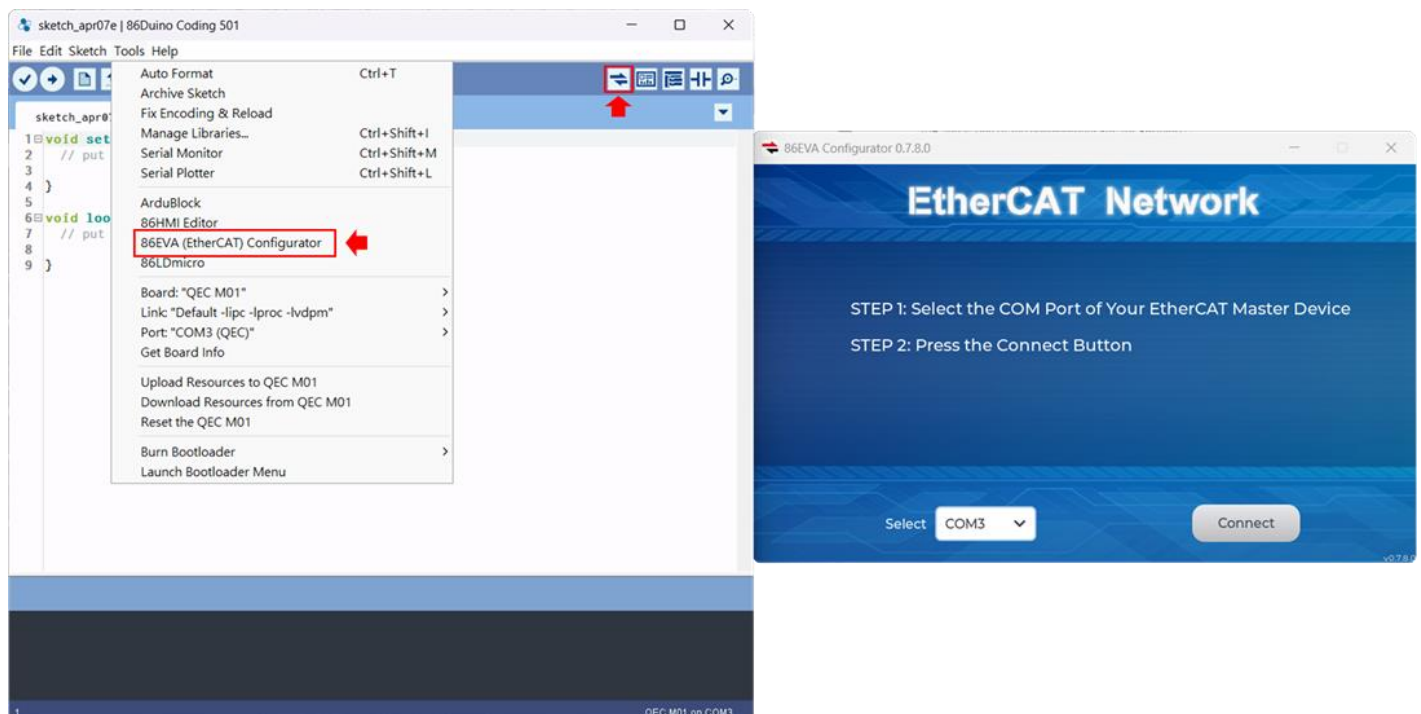 sketch_apr07e | 86Duino Coding 501
File Edit Sketch Tools Help
sketch_apr0
1 void set
2 // put
3
4 }
5
6 void loo
7 // put
8
9 }
Auto Format Ctrl+T
Archive Sketch
Fix Encoding & Reload
Manage Libraries... Ctrl+Shift+I
Serial Monitor Ctrl+Shift+M
Serial Plotter Ctrl+Shift+L
ArduBlock
86HMI Editor
86EVA (EtherCAT) Configurator
86LDmicro
Board: "QEC M01"
Link: "Default -lipc -lproc -lvdpm"
Port: "COM3 (QEC)"
Get Board Info
Upload Resources to QEC M01
Download Resources from QEC M01
Reset the QEC M01
Burn Bootloader
Launch Bootloader Menu
1 QEC M01 on COM3
86EVA Configurator 0.7.8.0
EtherCAT Network
STEP 1: Select the COM Port of Your EtherCAT Master Device
STEP 2: Press the Connect Button
Select COM3 Connect
v0.7.8.0